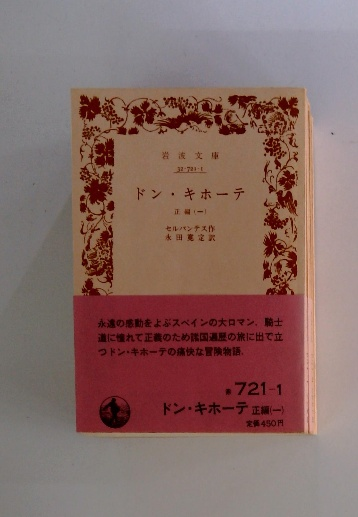 岩波文庫
32-721-1
ドン・キホーテ
正編(一)
セルバンテス作
永田寛定訳
永遠の感動をよぶスペインの大ロマン。騎士
道に憧れて正義のため諸国遍歴の旅に出で立
つドン・キホーテの痛快な冒険物語.
赤 721-1
ドン・キホーテ 正編(一)
定価450円